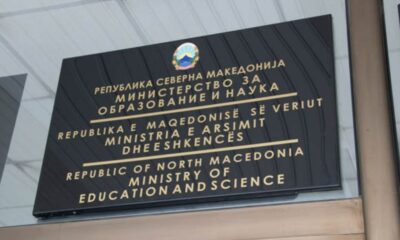 РЕПУБЛИКА СЕВЕРНА МАКЕДОНИЈА
МИНИСТЕРСТВО ЗА
ОБРАЗОВАНИЕ И НАУКА
REPUBLIKA E MAQEDONISË SË VERIUT
MINISTRIA E ARSIMIT
DHE ESHKENCËS
REPUBLIC OF NORTH MACEDONIA
MINISTRY OF
EDUCATION AND SCIENCE